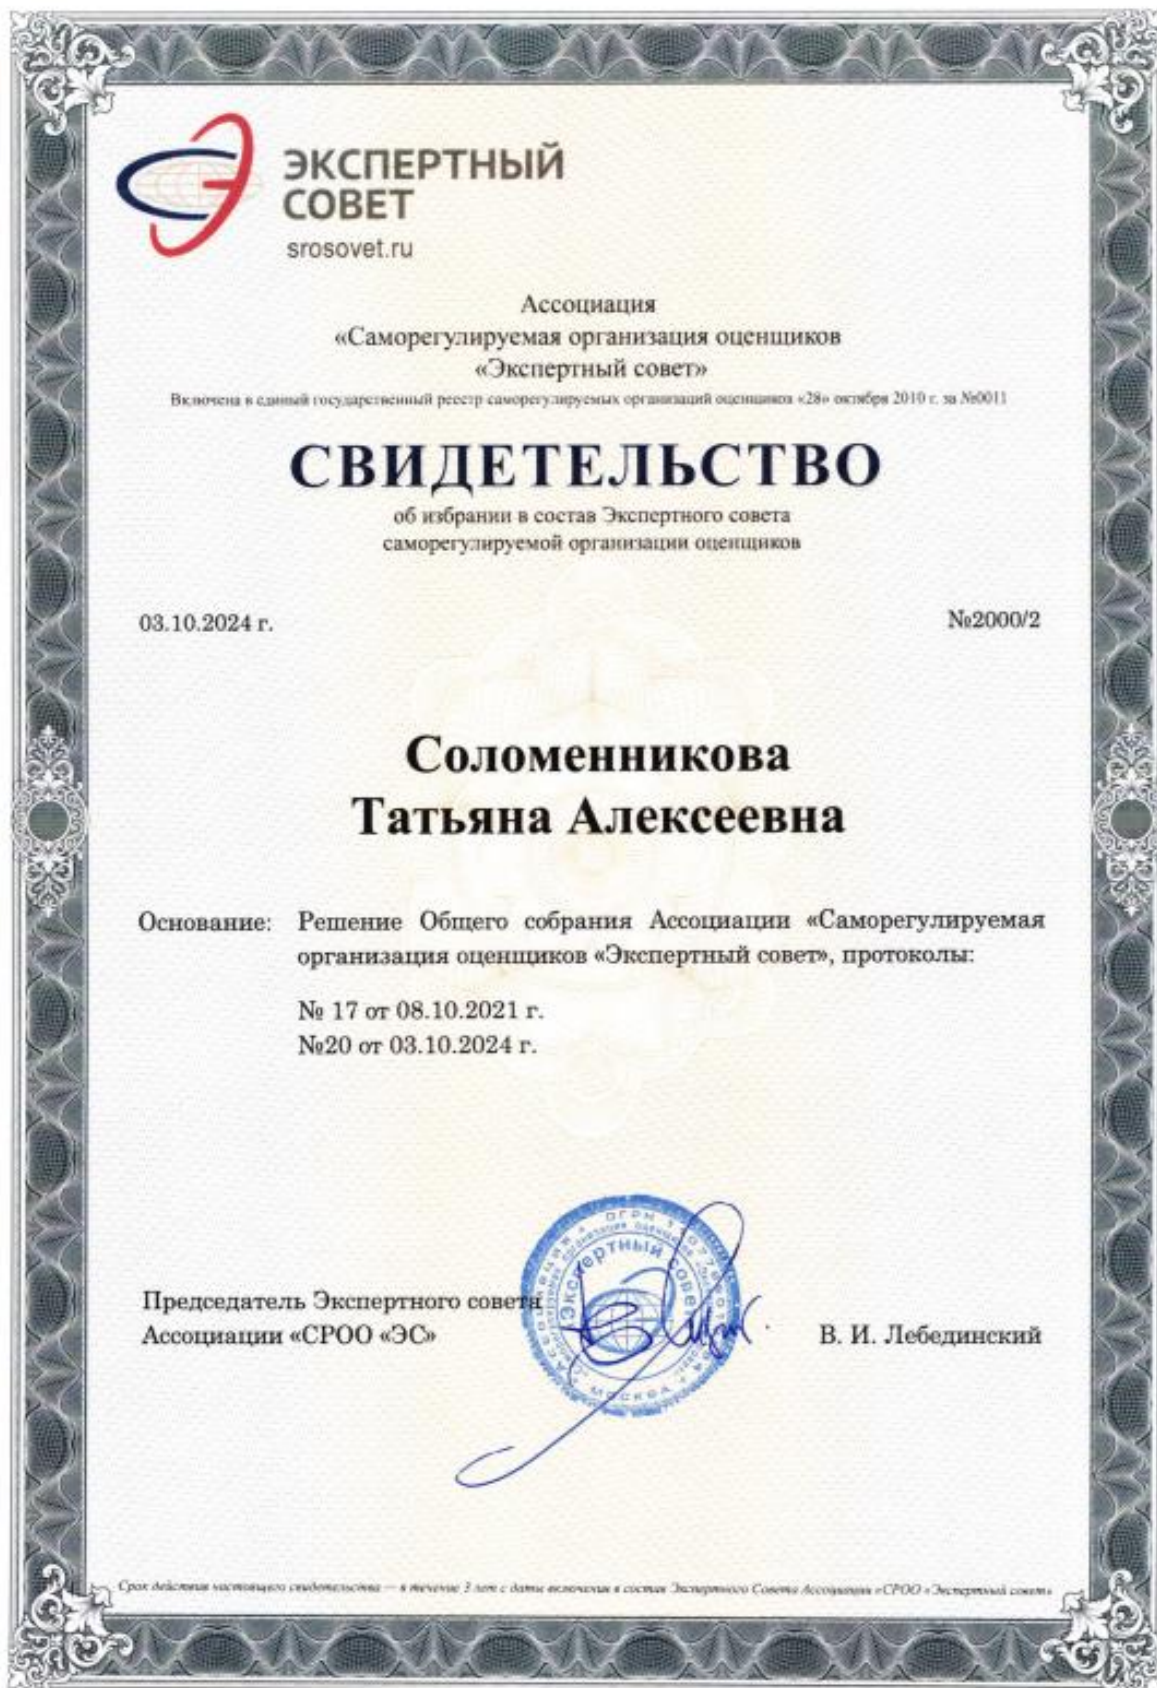 ЭКСПЕРТНЫЙ
СОВЕТ
srosovet.ru
Ассоциация
«Саморегулируемая организация оценщиков
«Экспертный совет»
Включена в единый государственный реестр саморегулируемых организаций оценщиков «28» октября 2010 г. за №0011
СВИДЕТЕЛЬСТВО
об избрании в состав Экспертного совета
саморегулируемой организации оценщиков
03.10.2024 г.
№2000/2
Соломенникова
Татьяна Алексеевна
Основание: Решение Общего собрания Ассоциации «Саморегулируемая
организация оценщиков «Экспертный совет», протоколы:
№ 17 от 08.10.2021 г.
№20 от 03.10.2024 г.
Председатель Экспертного совета
Ассоциации «СРОО «ЭС»
В. И. Лебединский
Экспертный совет
ОГРН
МОСКВА
Срок действия настоящего свидетельства — в течение 3 лет с даты включения в состав Экспертного Совета Ассоциации «СРОО «Экспертный совет»